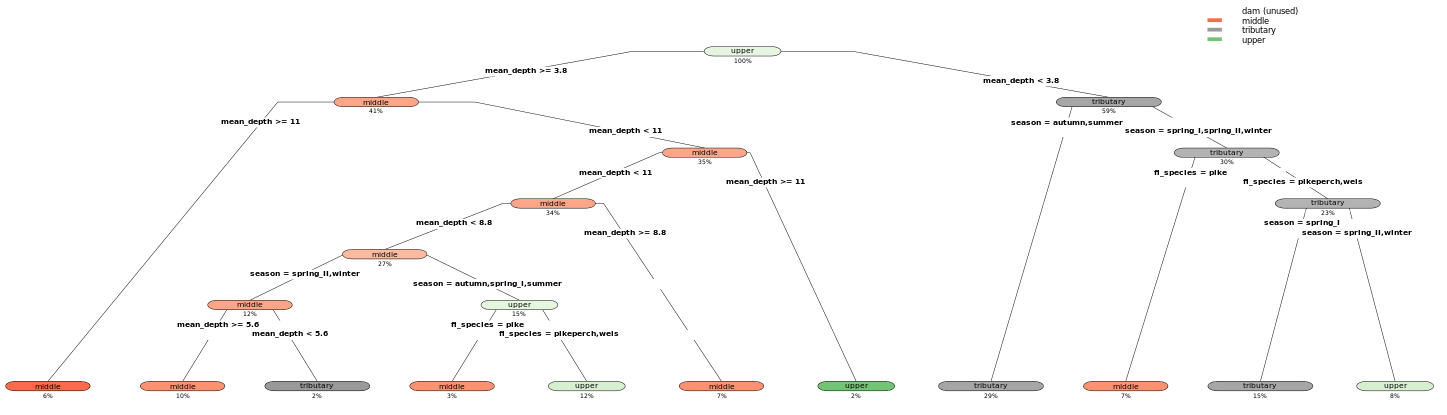 dam (unused)
middle
tributary
upper
upper
100%
mean_depth >= 3.8
mean_depth < 3.8
middle
41%
tributary
59%
mean_depth >= 11
mean_depth < 11
season = autumn,summer
season = spring_I,spring_II,winter
middle
35%
tributary
30%
mean_depth < 11
mean_depth >= 11
fl_species = pike
fl_species = pikeperch,wels
middle
34%
tributary
23%
mean_depth < 8.8
mean_depth >= 8.8
season = spring_I
season = spring_II,winter
middle
27%
season = spring_II,winter
season = autumn,spring_I,summer
middle
12%
upper
15%
mean_depth >= 5.6
mean_depth < 5.6
fl_species = pike
fl_species = pikeperch,wels
middle
6%
middle
10%
tributary
2%
middle
3%
upper
12%
middle
7%
upper
2%
tributary
29%
middle
7%
tributary
15%
upper
8%